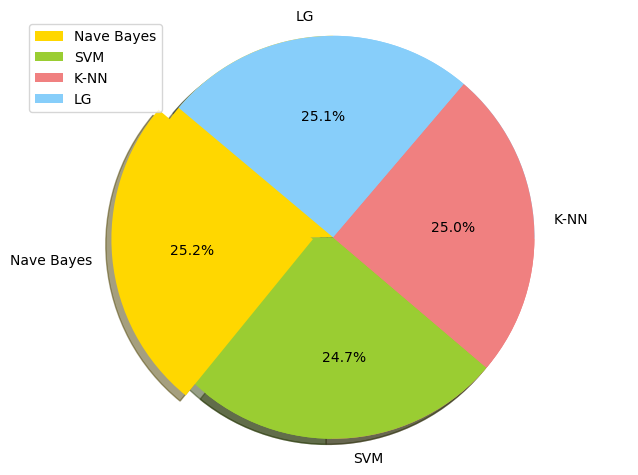 LG
Nave Bayes
SVM
K-NN
LG
25.1%
K-NN
25.0%
25.2%
Nave Bayes
24.7%
SVM